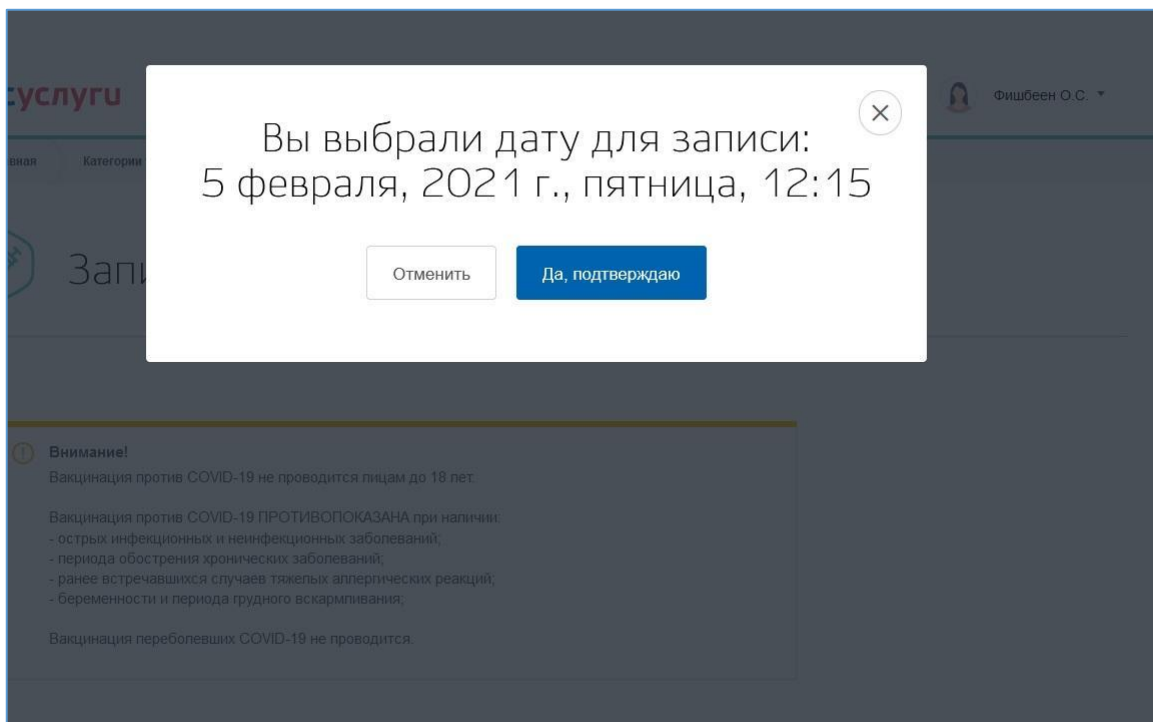 суслуги
Фишбеен О.С.
Вы выбрали дату для записи:
5 февраля, 2021 г., пятница, 12:15
вная
Категории
Отменить
Да, подтверждаю
Запи
Внимание!
Вакцинация против COVID-19 не проводится лицам до 18 лет.
Вакцинация против COVID-19 ПРОТИВОПОКАЗАНА при наличии:
- острых инфекционных и неинфекционных заболеваний;
- периода обострения хронических заболеваний;
- ранее встречавшихся случаев тяжелых аллергических реакций;
- беременности и периода грудного вскармливания;
Вакцинация переболевших COVID-19 не проводится.